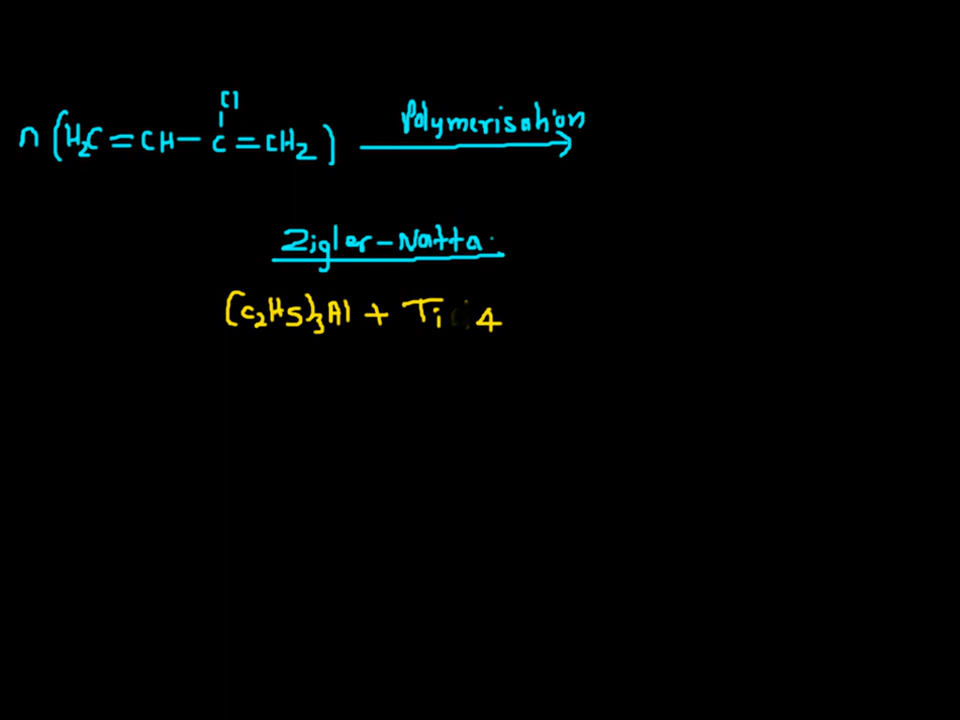 Cl
n(H2C=CH-C=CH2) Polymerisation
Zigler-Natta:
(C2H5)3Al + Ti 4